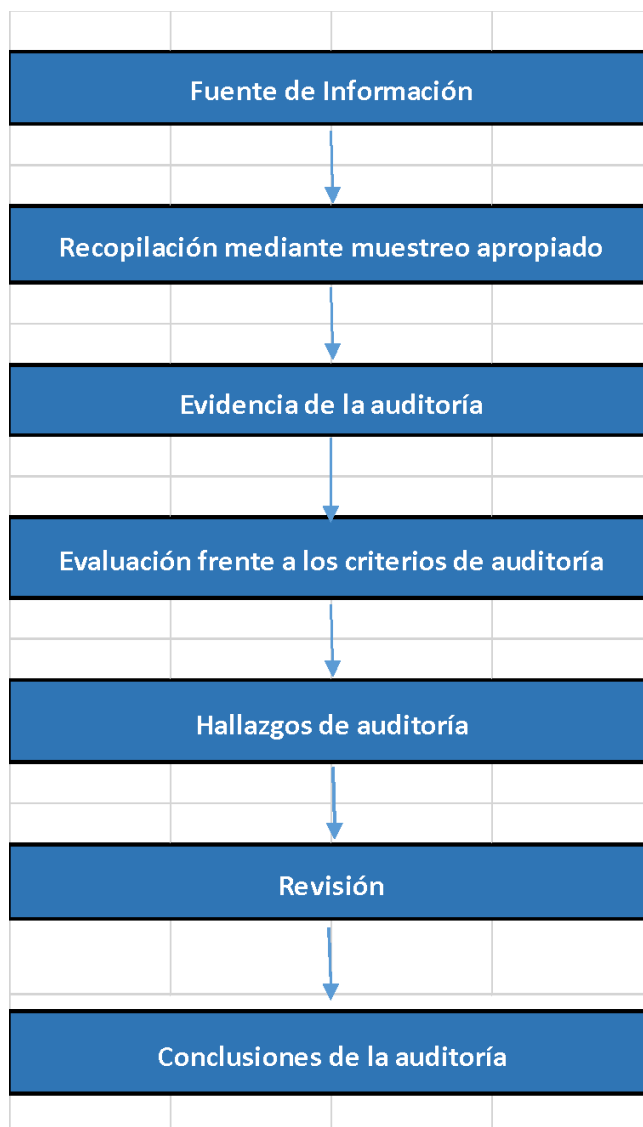 Fuente de Información
Recopilación mediante muestreo apropiado
Evidencia de la auditoría
Evaluación frente a los criterios de auditoría
Hallazgos de auditoría
Revisión
Conclusiones de la auditoría